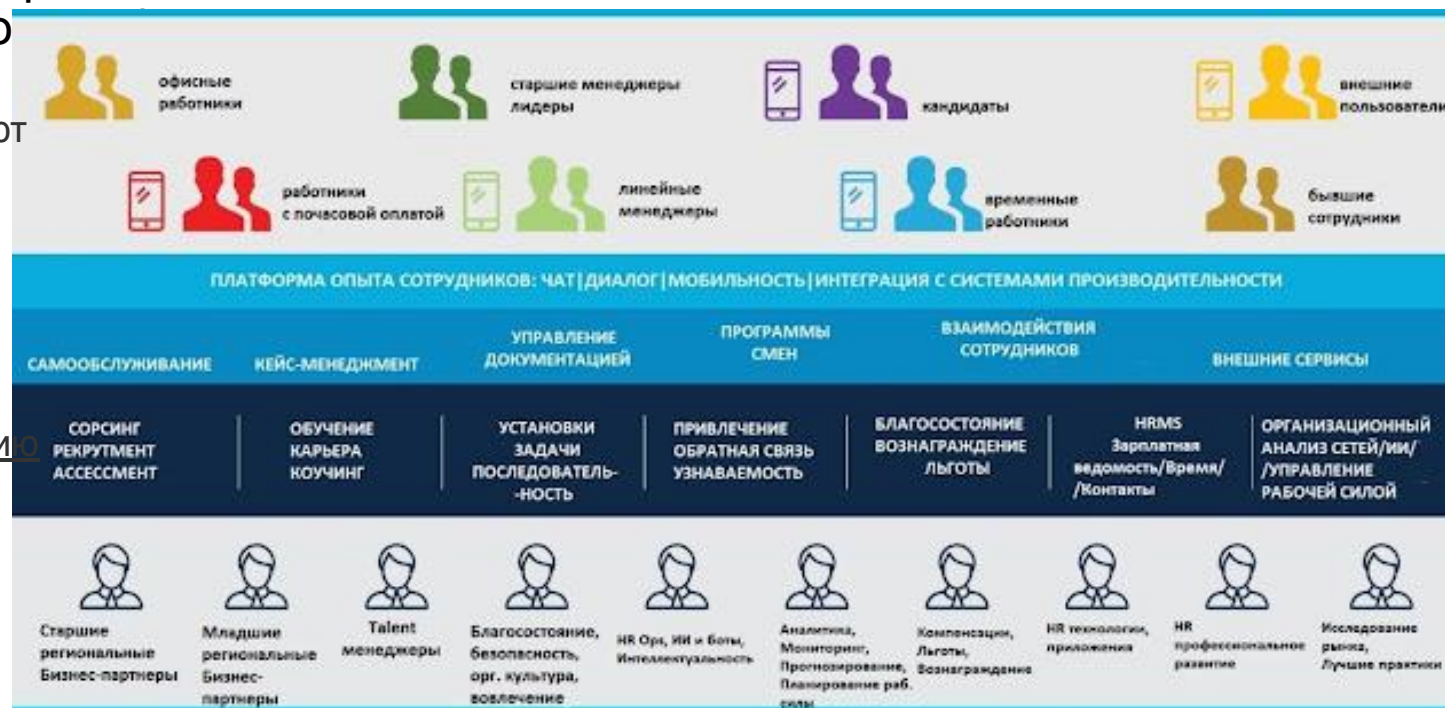 о
от
ию
офисные
работники
старшие менеджеры
лидеры
кандидаты
внешние
пользователи
работники
с почасовой оплатой
линейные
менеджеры
временные
работники
бывшие
сотрудники
ПЛАТФОРМА ОПЫТА СОТРУДНИКОВ: ЧАТ|ДИАЛОГ|МОБИЛЬНОСТЬ|ИНТЕГРАЦИЯ С СИСТЕМАМИ ПРОИЗВОДИТЕЛЬНОСТИ
САМООБСЛУЖИВАНИЕ
КЕЙС-МЕНЕДЖМЕНТ
УПРАВЛЕНИЕ
ДОКУМЕНТАЦИЕЙ
ПРОГРАММЫ
СМЕН
ВЗАИМОДЕЙСТВИЯ
СОТРУДНИКОВ
ВНЕШНИЕ СЕРВИСЫ
СОРСИНГ
РЕКРУТМЕНТ
АССЕССМЕНТ
ОБУЧЕНИЕ
КАРЬЕРА
КОУЧИНГ
УСТАНОВКИ
ЗАДАЧИ
ПОСЛЕДОВАТЕЛЬ-
-НОСТЬ
ПРИВЛЕЧЕНИЕ
ОБРАТНАЯ СВЯЗЬ
УЗНАВАЕМОСТЬ
БЛАГОСОСТОЯНИЕ
ВОЗНАГРАЖДЕНИЕ
ЛЬГОТЫ
HRMS
Зарплатная
ведомость/Время/
/Контакты
ОРГАНИЗАЦИОННЫЙ
АНАЛИЗ СЕТЕЙ/ИИ/
/УПРАВЛЕНИЕ
РАБОЧЕЙ СИЛОЙ
Старшие
региональные
Бизнес-партнеры
Младшие
региональные
Бизнес-
партнеры
Talent
менеджеры
Благосостояние,
безопасность,
орг. культура,
вовлечение
HR Ops, ИИ и боты,
Интеллектуальность
Аналитика,
Мониторинг,
Прогнозирование,
Планирование раб.
силы
Компенсации,
Льготы,
Вознаграждение
HR технологии,
приложения
HR
профессиональное
развитие
Исследование
рынка,
Лучшие практики